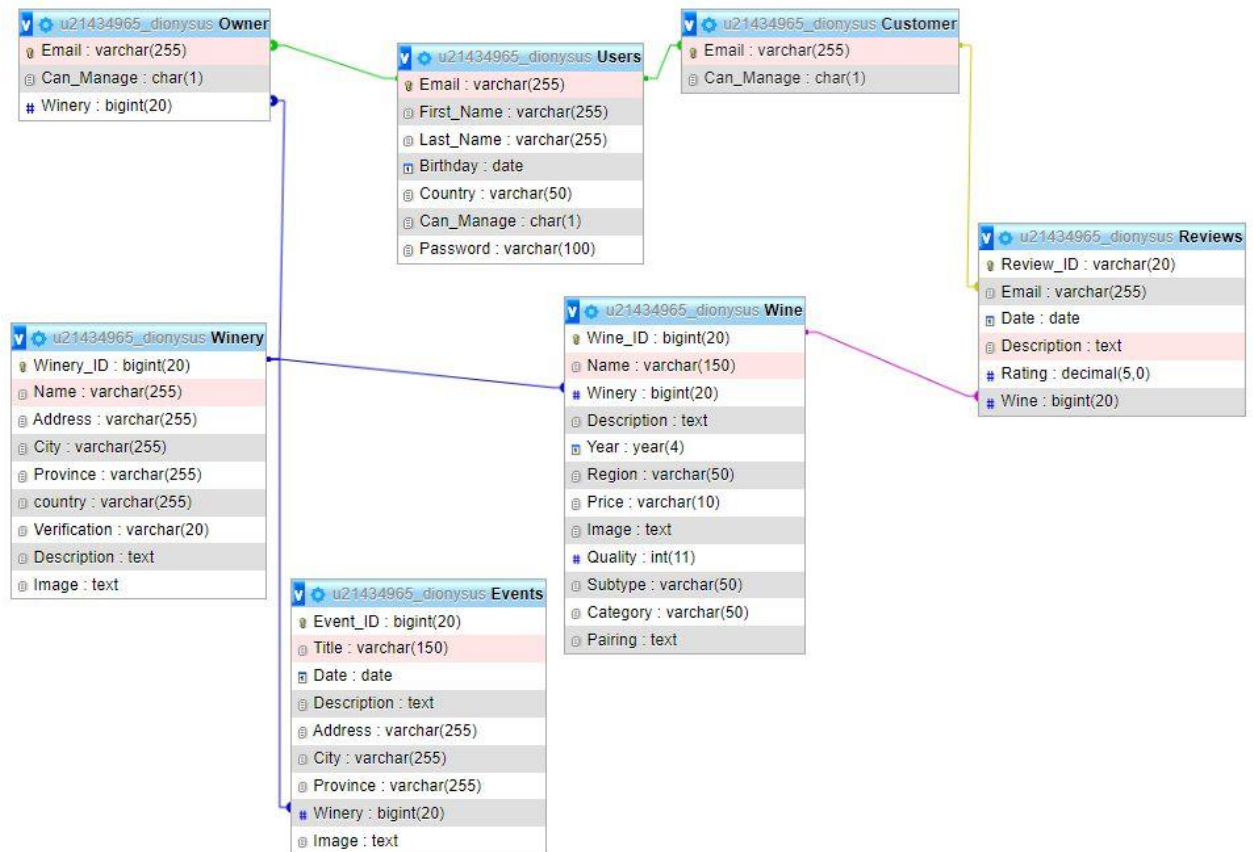 u21434965_dionysus Owner
Email : varchar(255)
Can_Manage : char(1)
# Winery : bigint(20)
u21434965_dionysus Users
Email : varchar(255)
First_Name : varchar(255)
Last_Name : varchar(255)
Birthday : date
Country : varchar(50)
Can_Manage : char(1)
Password : varchar(100)
u21434965_dionysus Customer
Email : varchar(255)
Can_Manage : char(1)
u21434965_dionysus Reviews
Review_ID : varchar(20)
Email : varchar(255)
Date : date
Description : text
# Rating : decimal(5,0)
# Wine : bigint(20)
u21434965_dionysus Winery
Winery_ID : bigint(20)
Name : varchar(255)
Address : varchar(255)
City : varchar(255)
Province : varchar(255)
country : varchar(255)
Verification : varchar(20)
Description : text
Image : text
u21434965_dionysus Wine
Wine_ID : bigint(20)
Name : varchar(150)
# Winery : bigint(20)
Description : text
Year : year(4)
Region : varchar(50)
Price : varchar(10)
Image : text
# Quality : int(11)
Subtype : varchar(50)
Category : varchar(50)
Pairing : text
u21434965_dionysus Events
Event_ID : bigint(20)
Title : varchar(150)
Date : date
Description : text
Address : varchar(255)
City : varchar(255)
Province : varchar(255)
# Winery : bigint(20)
Image : text